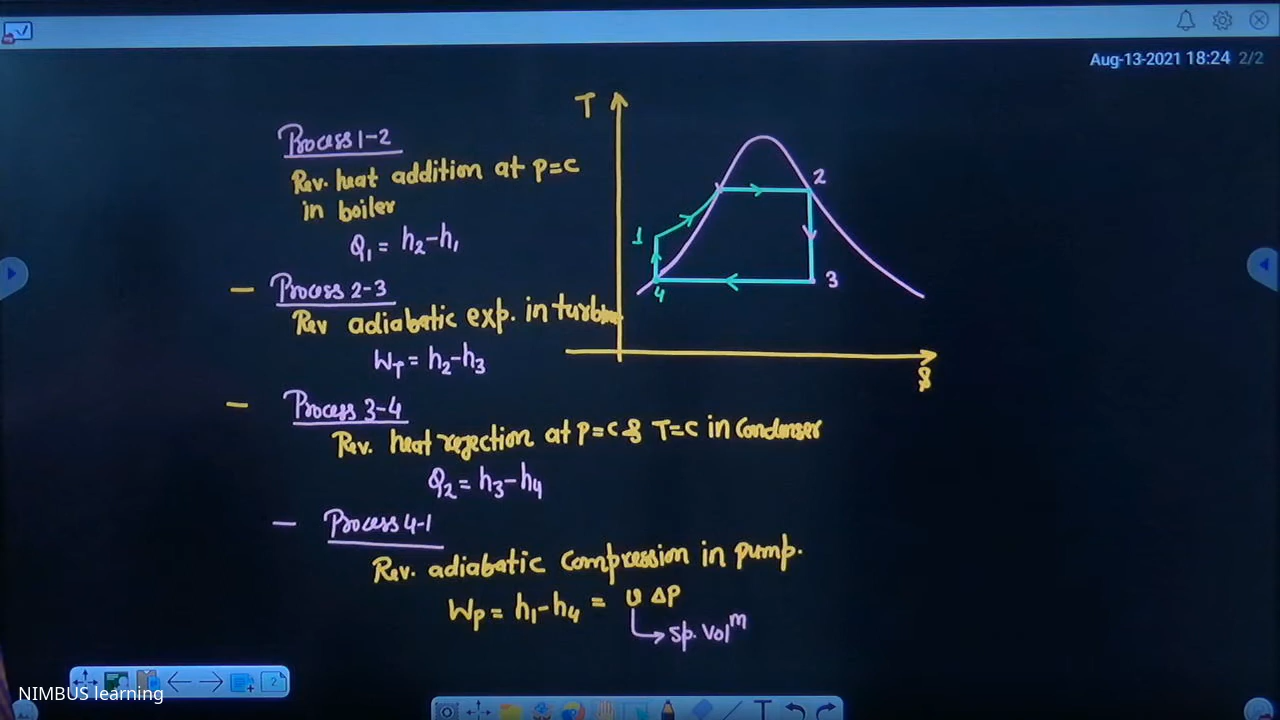 Aug-13-2021 18:24 2/2
T
Process 1-2
Rev. heat addition at p=c
in boiler
Q₁ = h₂-h₁
2
1
3
4
- Process 2-3
Rev adiabatic exp. in turbine
W_T = h₂-h₃
s
- Process 3-4
Rev. heat rejection at p=c & T=c in condenser
Q₂ = h₃-h₄
- Process 4-1
Rev. adiabatic compression in pump.
W_P = h₁-h₄ = υ ΔP
→ sp. volᵐ
NIMBUS learning